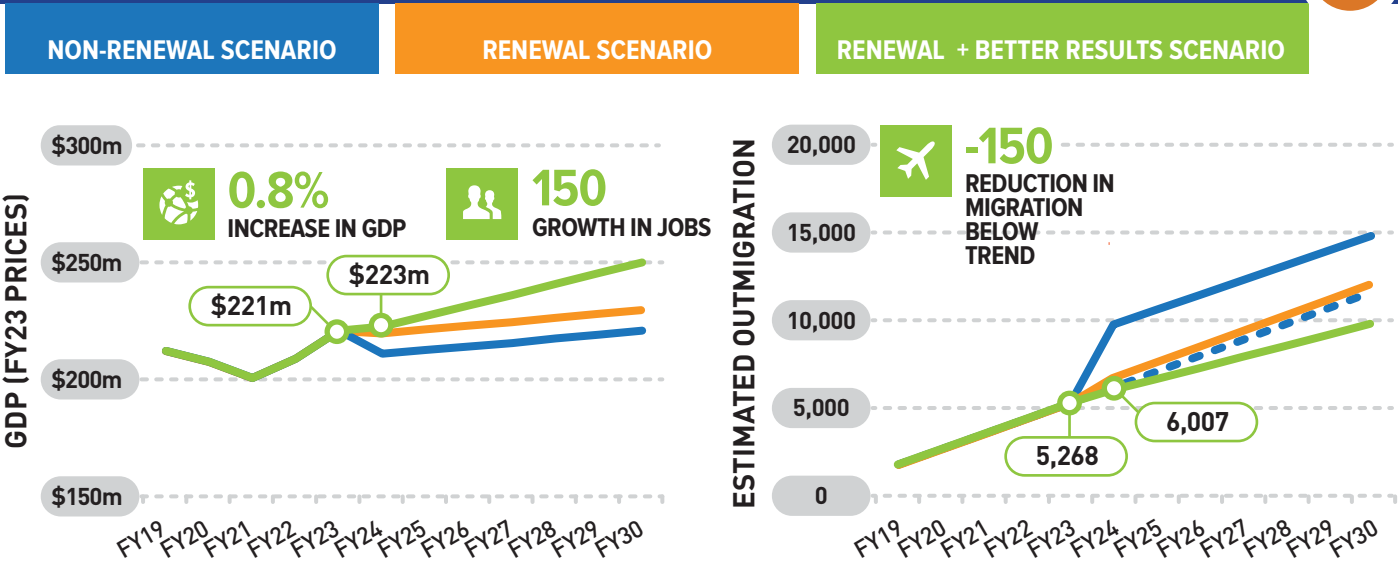 NON-RENEWAL SCENARIO
RENEWAL SCENARIO
RENEWAL + BETTER RESULTS SCENARIO
GDP (FY23 PRICES)
$300m
$250m
$200m
$150m
$
0.8%
INCREASE IN GDP
150
GROWTH IN JOBS
$221m
$223m
FY19
FY20
FY21
FY22
FY23
FY24
FY25
FY26
FY27
FY28
FY29
FY30
ESTIMATED OUTMIGRATION
20,000
15,000
10,000
5,000
0
-150
REDUCTION IN
MIGRATION
BELOW
TREND
5,268
6,007
FY19
FY20
FY21
FY22
FY23
FY24
FY25
FY26
FY27
FY28
FY29
FY30